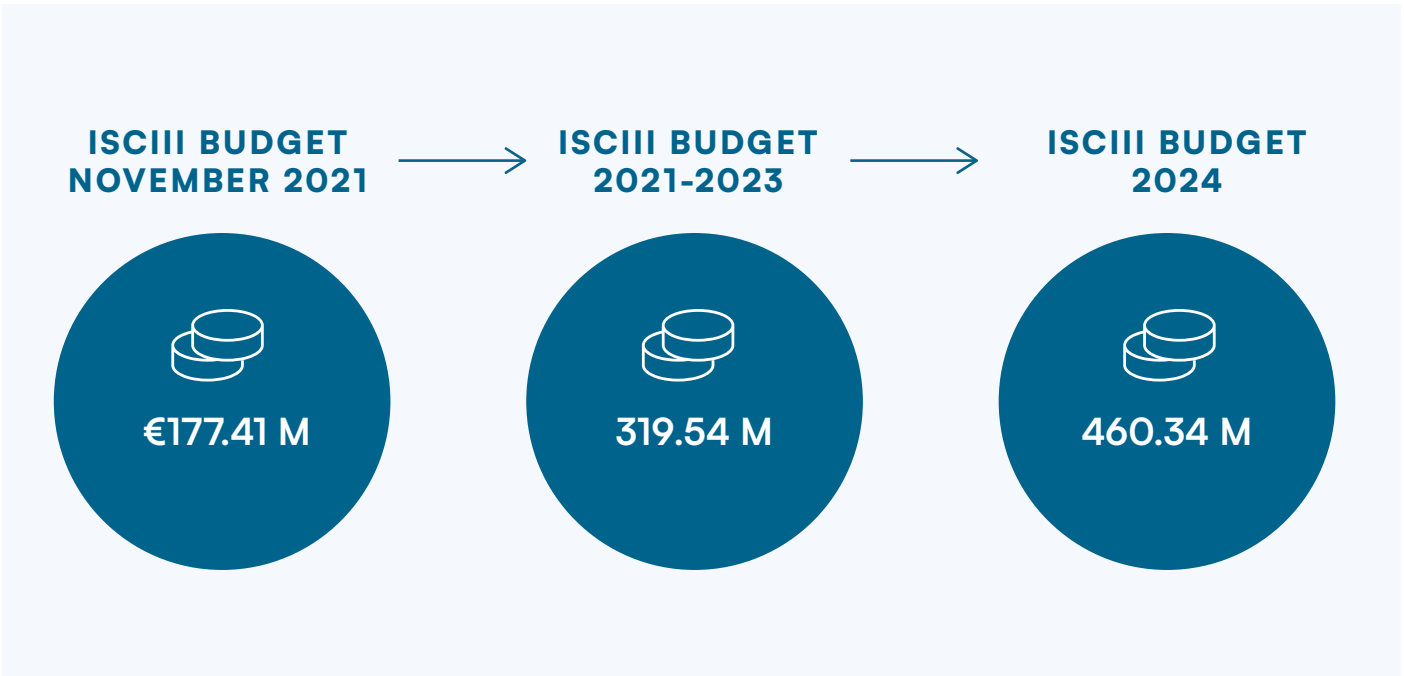 ISCIII BUDGET
NOVEMBER 2021
ISCIII BUDGET
2021-2023
ISCIII BUDGET
2024
€177.41 M
319.54 M
460.34 M